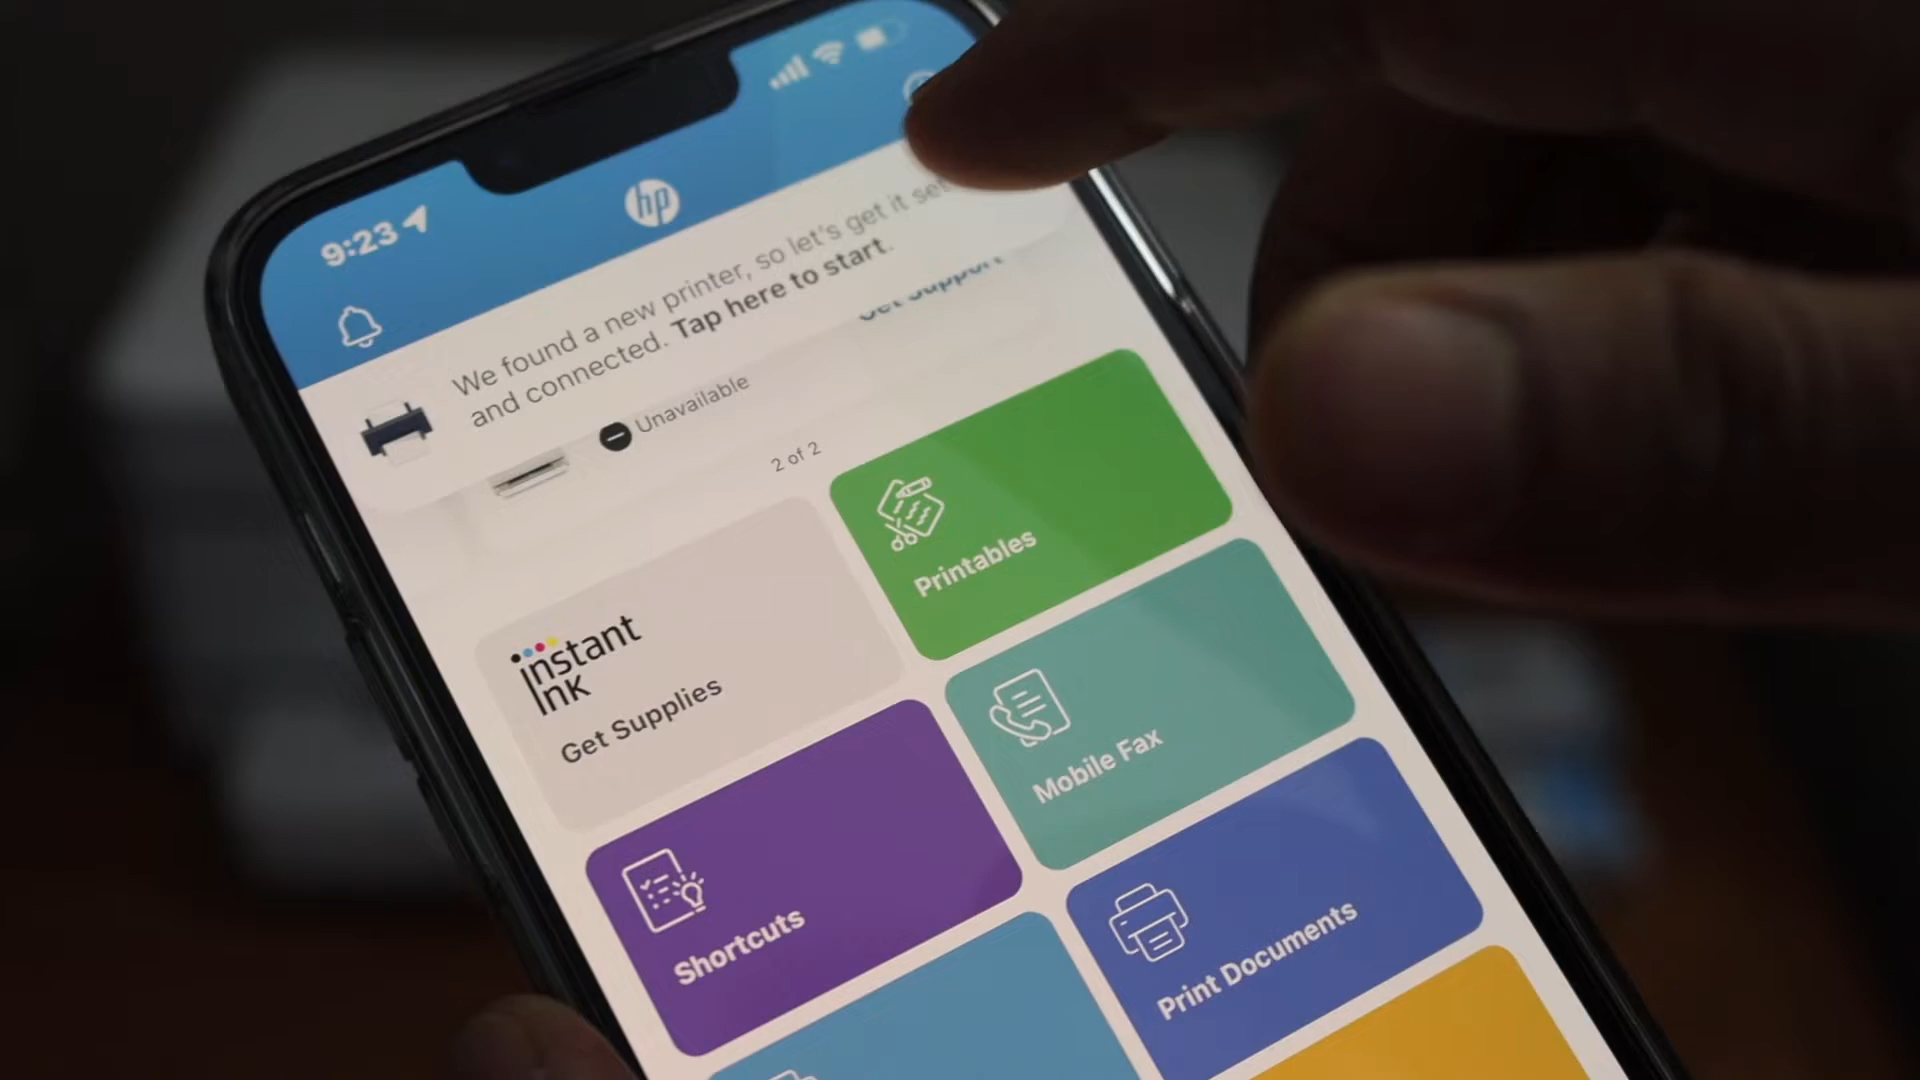 9:23
hp
We found a new printer, so let's get it set
and connected. Tap here to start.
Get Support
Unavailable
2 of 2
Instant
Ink
Get Supplies
Printables
Mobile Fax
Shortcuts
Print Documents